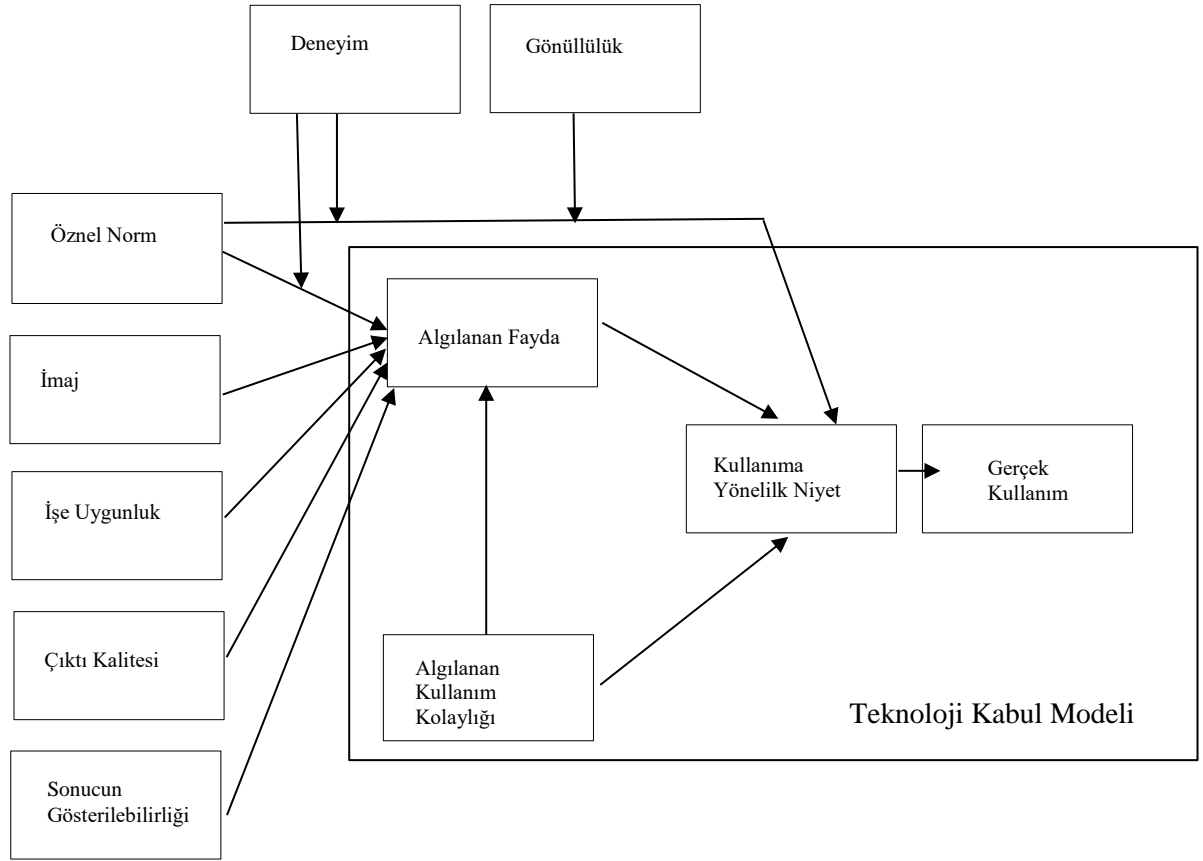 Deneyim
Gönüllülük
Öznel Norm
Algılanan Fayda
İmaj
Kullanıma
Yönelilk Niyet
Gerçek
Kullanım
İşe Uygunluk
Çıktı Kalitesi
Algılanan
Kullanım
Kolaylığı
Teknoloji Kabul Modeli
Sonucun
Gösterilebilirliği